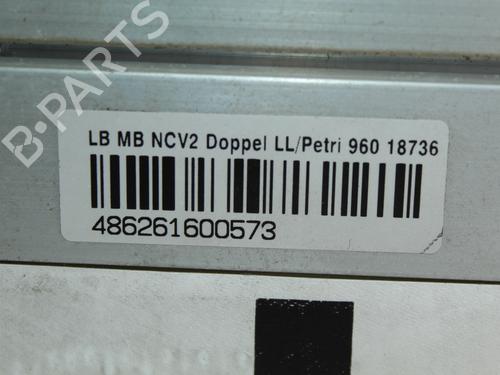 B-PARTS
LB MB NCV2 Doppel LL/Petri 960 18736
486261600573